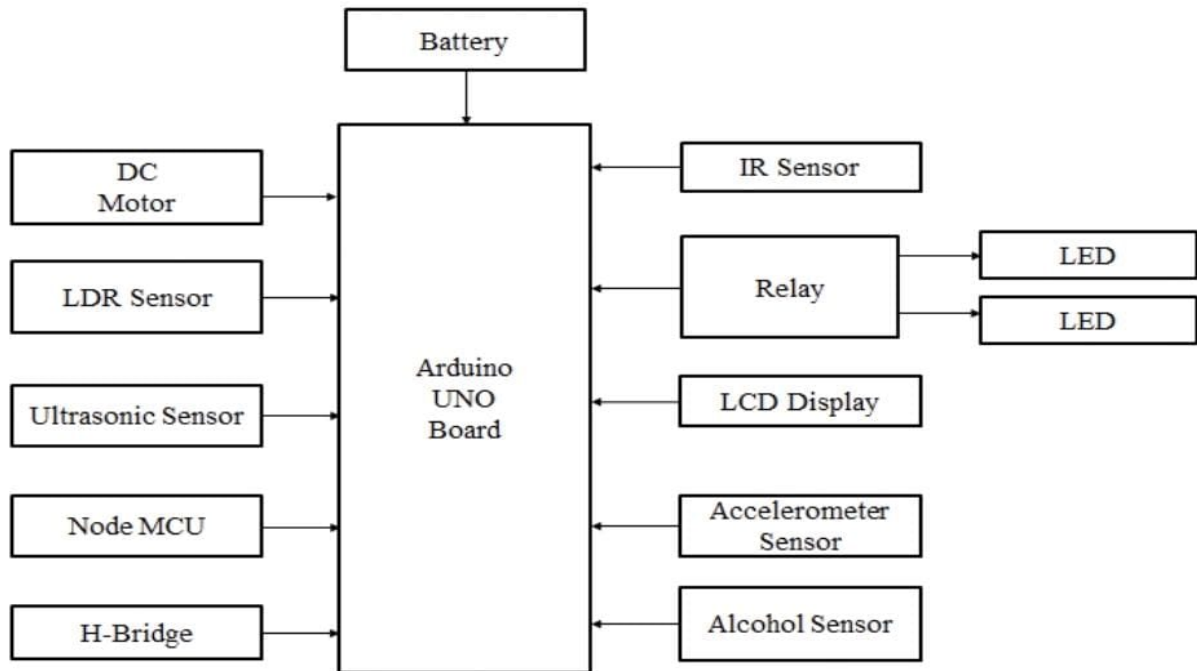 Battery
DC
Motor
LDR Sensor
Ultrasonic Sensor
Node MCU
H-Bridge
Arduino
UNO
Board
IR Sensor
Relay
LED
LED
LCD Display
Accelerometer
Sensor
Alcohol Sensor